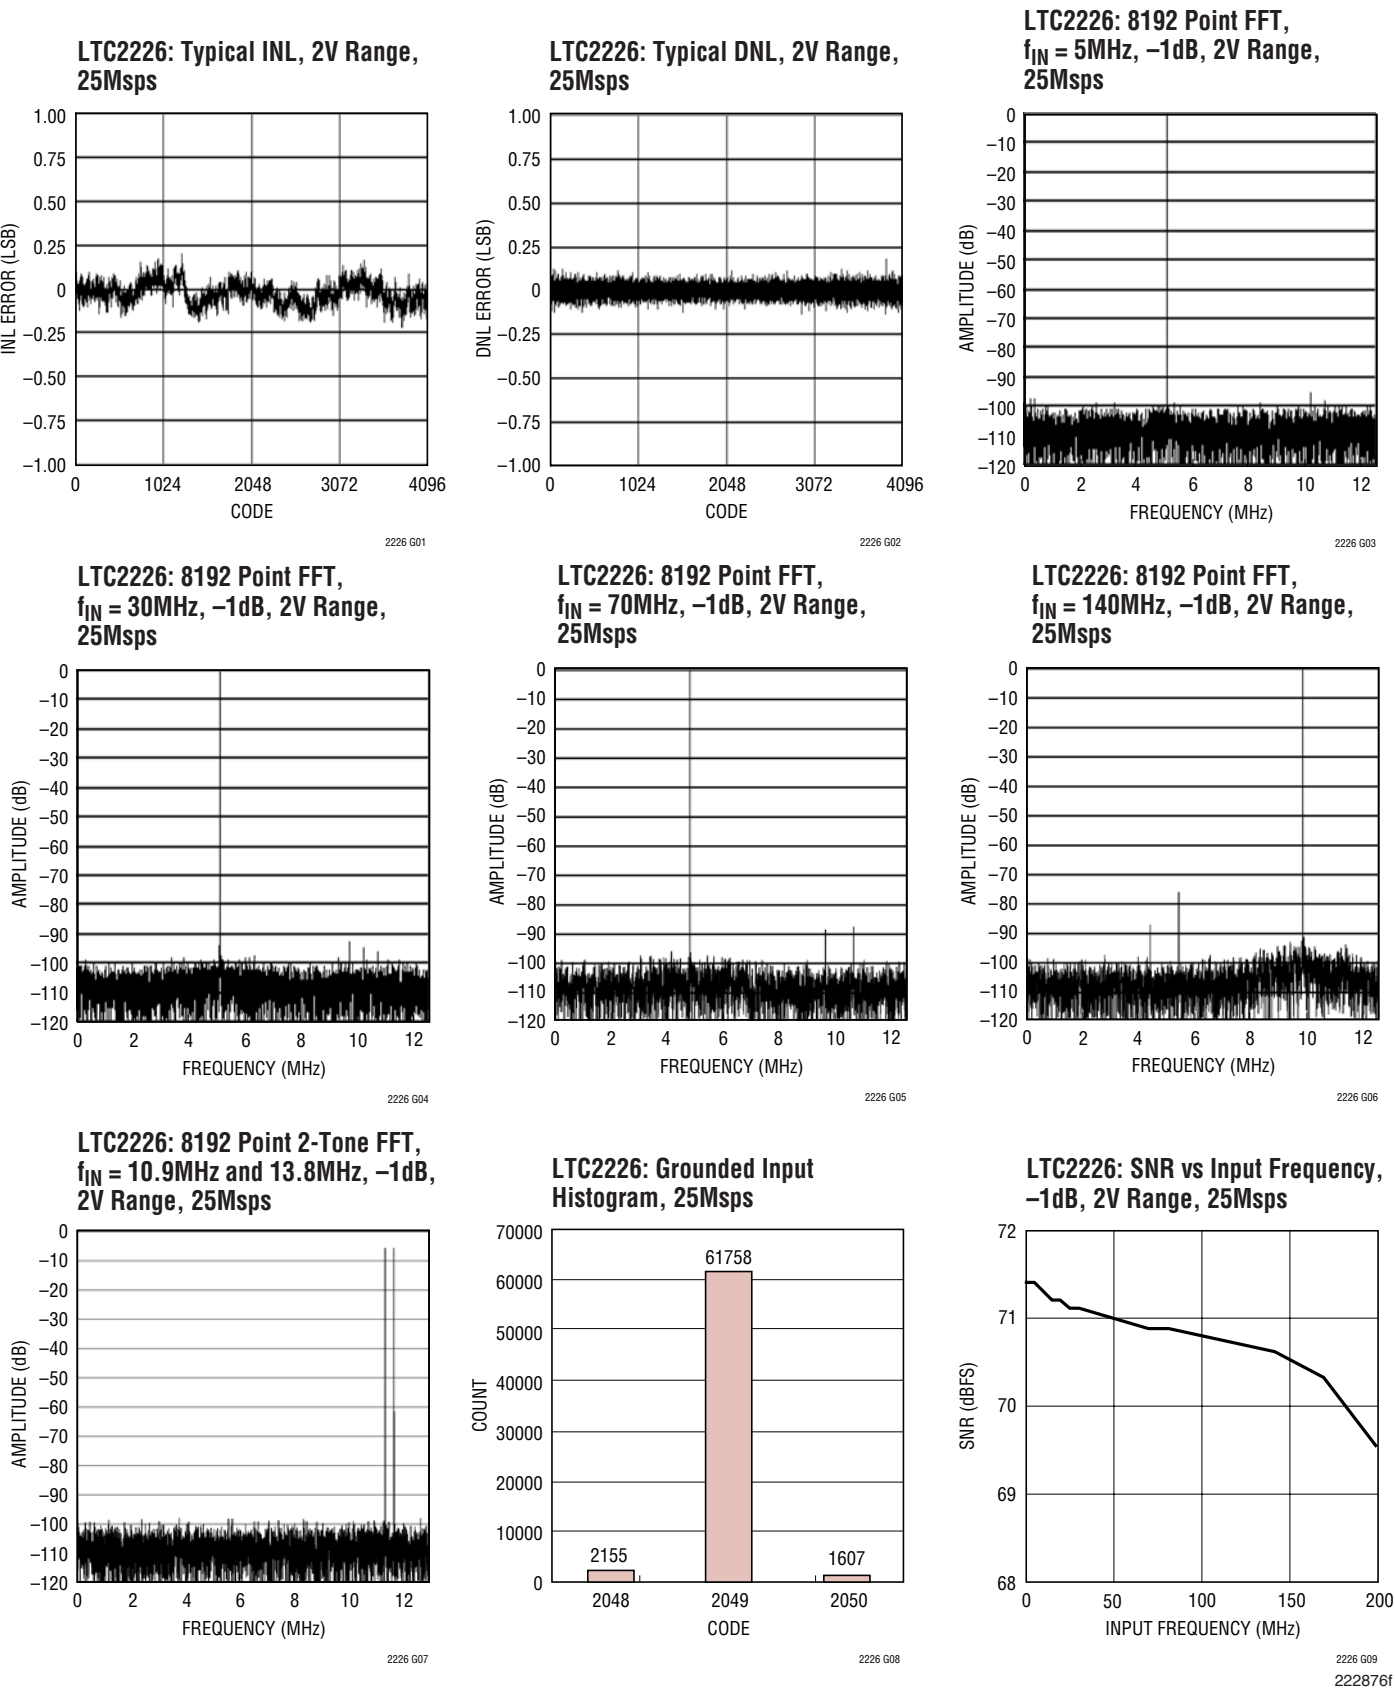 LTC2226: Typical INL, 2V Range,
25Msps
1.00
0.75
0.50
0.25
0
–0.25
–0.50
–0.75
–1.00
INL ERROR (LSB)
0 1024 2048 3072 4096
CODE
2226 G01
LTC2226: Typical DNL, 2V Range,
25Msps
1.00
0.75
0.50
0.25
0
–0.25
–0.50
–0.75
–1.00
DNL ERROR (LSB)
0 1024 2048 3072 4096
CODE
2226 G02
LTC2226: 8192 Point FFT,
fIN = 5MHz, –1dB, 2V Range,
25Msps
0
–10
–20
–30
–40
–50
–60
–70
–80
–90
–100
–110
–120
AMPLITUDE (dB)
0 2 4 6 8 10 12
FREQUENCY (MHz)
2226 G03
LTC2226: 8192 Point FFT,
fIN = 30MHz, –1dB, 2V Range,
25Msps
0
–10
–20
–30
–40
–50
–60
–70
–80
–90
–100
–110
–120
AMPLITUDE (dB)
0 2 4 6 8 10 12
FREQUENCY (MHz)
2226 G04
LTC2226: 8192 Point FFT,
fIN = 70MHz, –1dB, 2V Range,
25Msps
0
–10
–20
–30
–40
–50
–60
–70
–80
–90
–100
–110
–120
AMPLITUDE (dB)
0 2 4 6 8 10 12
FREQUENCY (MHz)
2226 G05
LTC2226: 8192 Point FFT,
fIN = 140MHz, –1dB, 2V Range,
25Msps
0
–10
–20
–30
–40
–50
–60
–70
–80
–90
–100
–110
–120
AMPLITUDE (dB)
0 2 4 6 8 10 12
FREQUENCY (MHz)
2226 G06
LTC2226: 8192 Point 2-Tone FFT,
fIN = 10.9MHz and 13.8MHz, –1dB,
2V Range, 25Msps
0
–10
–20
–30
–40
–50
–60
–70
–80
–90
–100
–110
–120
AMPLITUDE (dB)
0 2 4 6 8 10 12
FREQUENCY (MHz)
2226 G07
LTC2226: Grounded Input
Histogram, 25Msps
70000
60000
50000
40000
30000
20000
10000
0
COUNT
61758
2155
1607
2048 2049 2050
CODE
2226 G08
LTC2226: SNR vs Input Frequency,
–1dB, 2V Range, 25Msps
72
71
70
69
68
SNR (dBFS)
0 50 100 150 200
INPUT FREQUENCY (MHz)
2226 G09
222876f